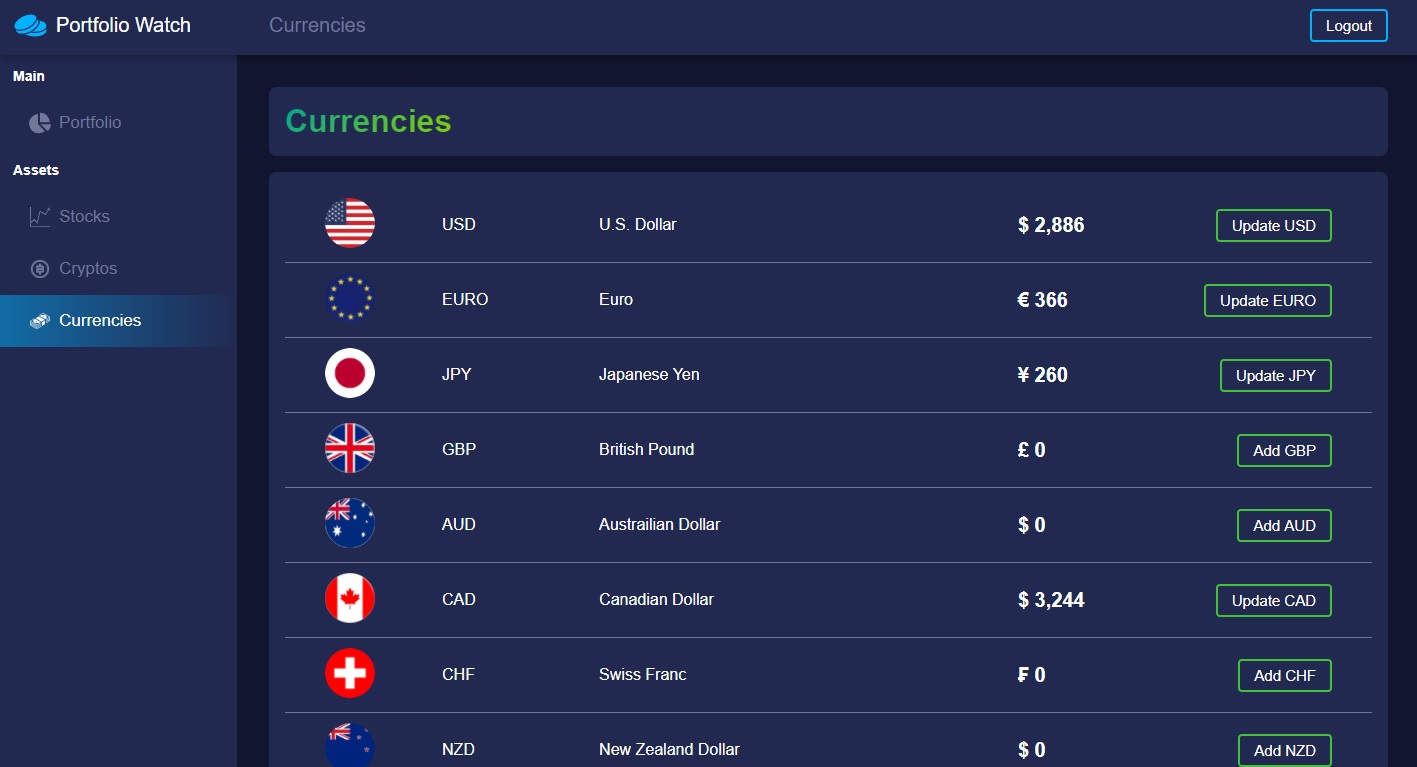 Portfolio Watch
Currencies
Logout
Main
Portfolio
Assets
Stocks
Cryptos
Currencies
Currencies
USD U.S. Dollar $ 2,886 Update USD
EURO Euro € 366 Update EURO
JPY Japanese Yen ¥ 260 Update JPY
GBP British Pound £ 0 Add GBP
AUD Austrailian Dollar $ 0 Add AUD
CAD Canadian Dollar $ 3,244 Update CAD
CHF Swiss Franc ₣ 0 Add CHF
NZD New Zealand Dollar $ 0 Add NZD